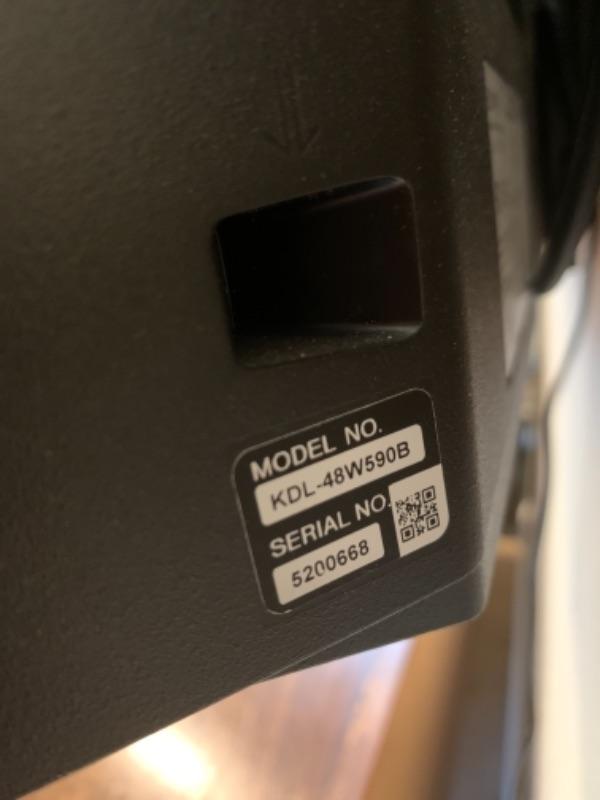 MODEL NO.
KDL-48W590B
SERIAL NO.
5200668